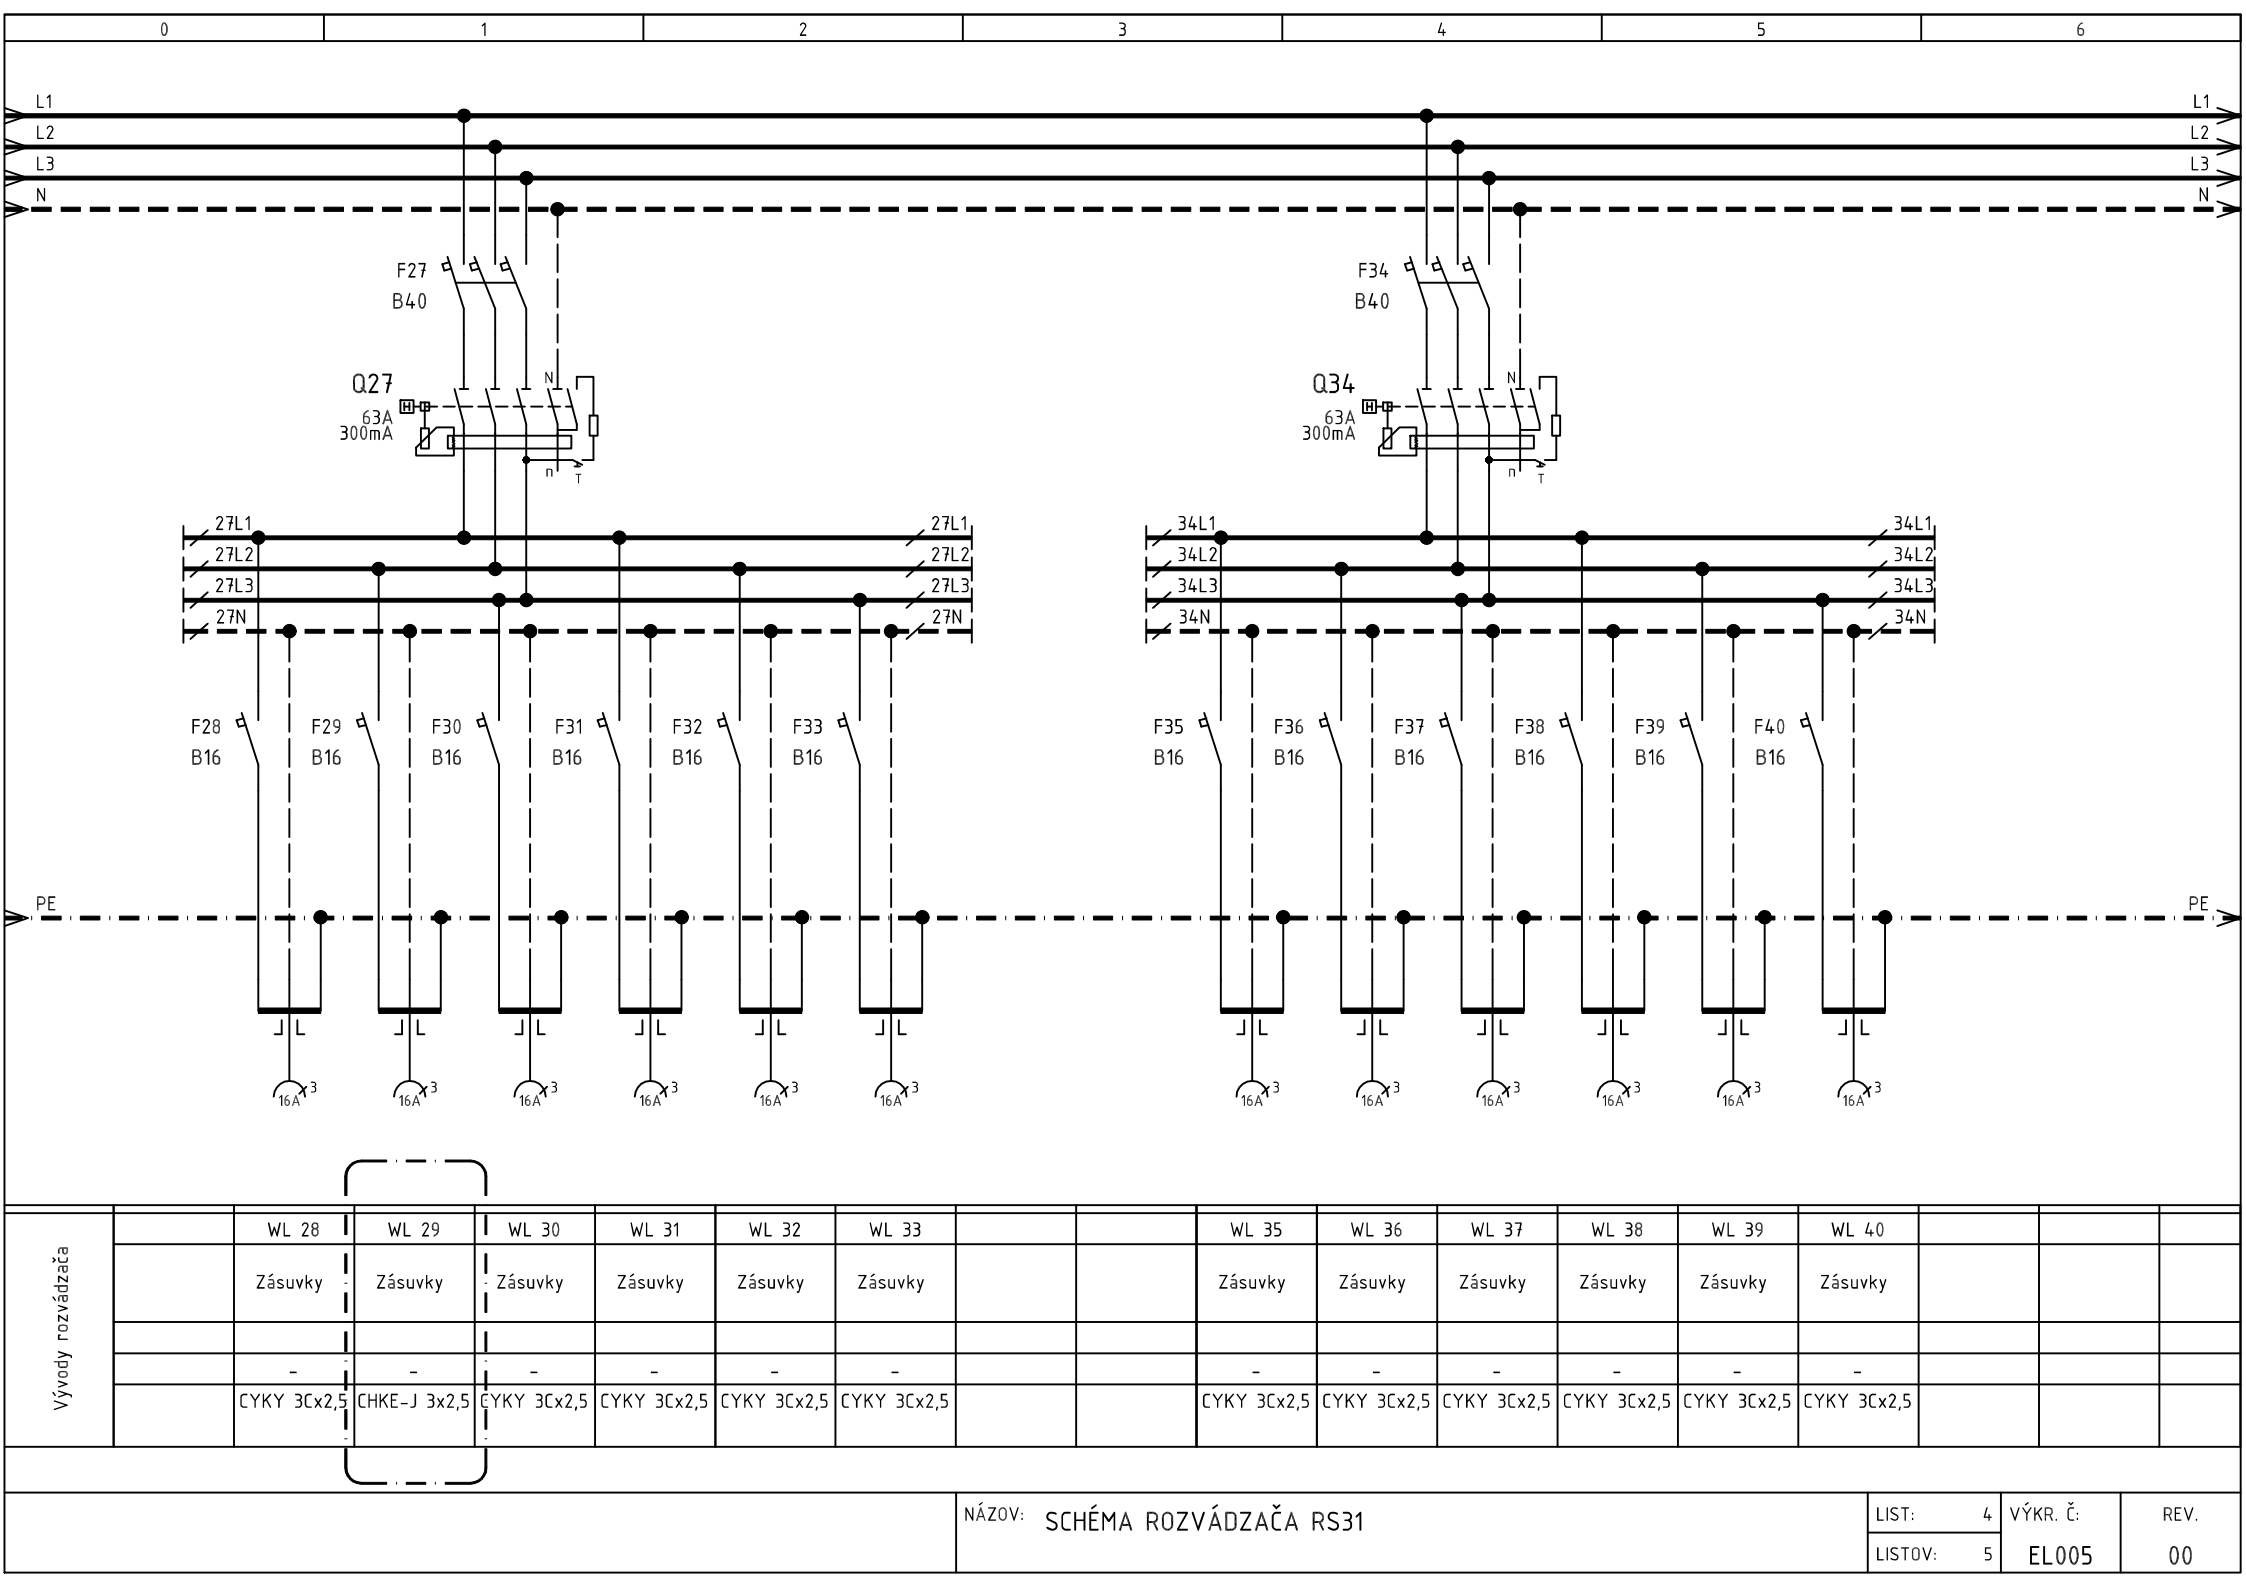 0 1 2 3 4 5 6
L1 L1
L2 L2
L3 L3
N N
F27 F34
B40 B40
Q27 N Q34 N
63A 63A
300mA 300mA
n T n T
27L1 27L1 34L1 34L1
27L2 27L2 34L2 34L2
27L3 27L3 34L3 34L3
27N 27N 34N 34N
F28 F29 F30 F31 F32 F33 F35 F36 F37 F38 F39 F40
B16 B16 B16 B16 B16 B16 B16 B16 B16 B16 B16 B16
PE PE
3 3 3 3 3 3 3 3 3 3 3 3
16A 16A 16A 16A 16A 16A 16A 16A 16A 16A 16A 16A
Vývody rozvádzača
WL 28 WL 29 WL 30 WL 31 WL 32 WL 33 WL 35 WL 36 WL 37 WL 38 WL 39 WL 40
Zásuvky Zásuvky Zásuvky Zásuvky Zásuvky Zásuvky Zásuvky Zásuvky Zásuvky Zásuvky Zásuvky Zásuvky
- - - - - - - - - - - -
CYKY 3Cx2,5 CHKE-J 3x2,5 CYKY 3Cx2,5 CYKY 3Cx2,5 CYKY 3Cx2,5 CYKY 3Cx2,5 CYKY 3Cx2,5 CYKY 3Cx2,5 CYKY 3Cx2,5 CYKY 3Cx2,5 CYKY 3Cx2,5 CYKY 3Cx2,5
NÁZOV: SCHÉMA ROZVÁDZAČA RS31
LIST: 4 VÝKR. Č: REV.
LISTOV: 5 EL005 00